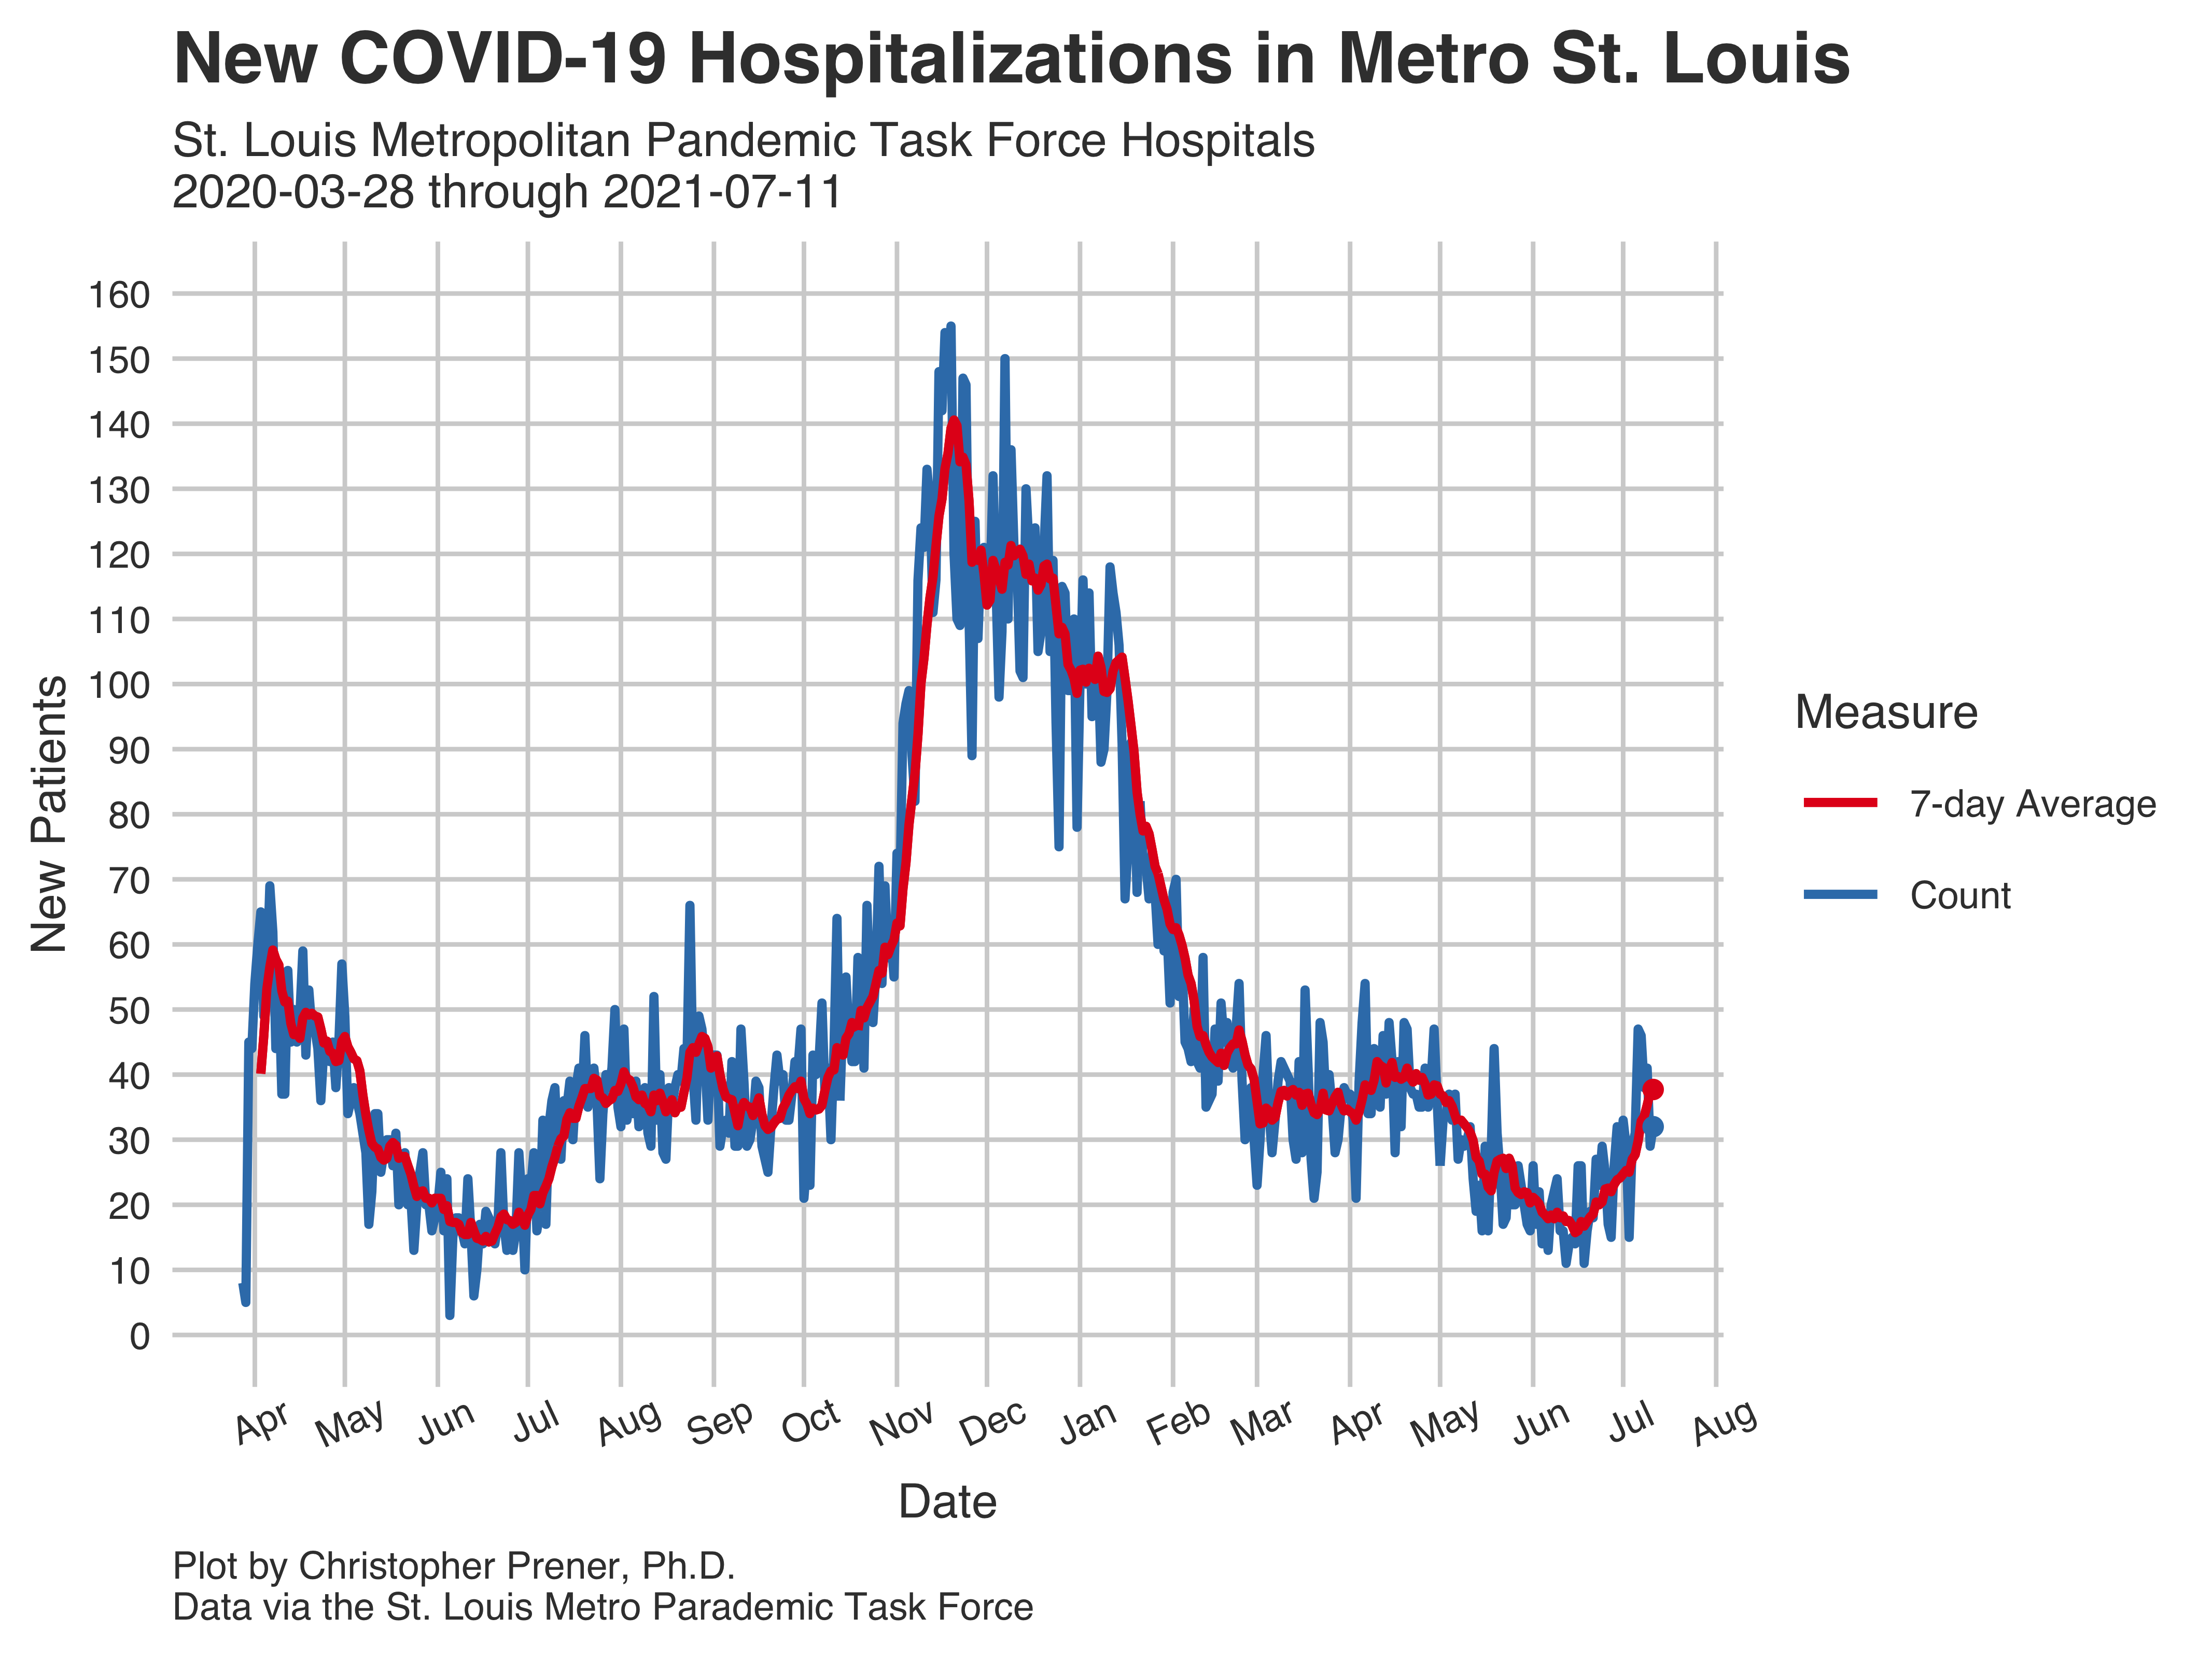 New COVID-19 Hospitalizations in Metro St. Louis
St. Louis Metropolitan Pandemic Task Force Hospitals
2020-03-28 through 2021-07-11
160
150
140
130
120
110
100
90
80
70
60
50
40
30
20
10
0
New Patients
Apr
May
Jun
Jul
Aug
Sep
Oct
Nov
Dec
Jan
Feb
Mar
Apr
May
Jun
Jul
Aug
Date
Measure
7-day Average
Count
Plot by Christopher Prener, Ph.D.
Data via the St. Louis Metro Parademic Task Force